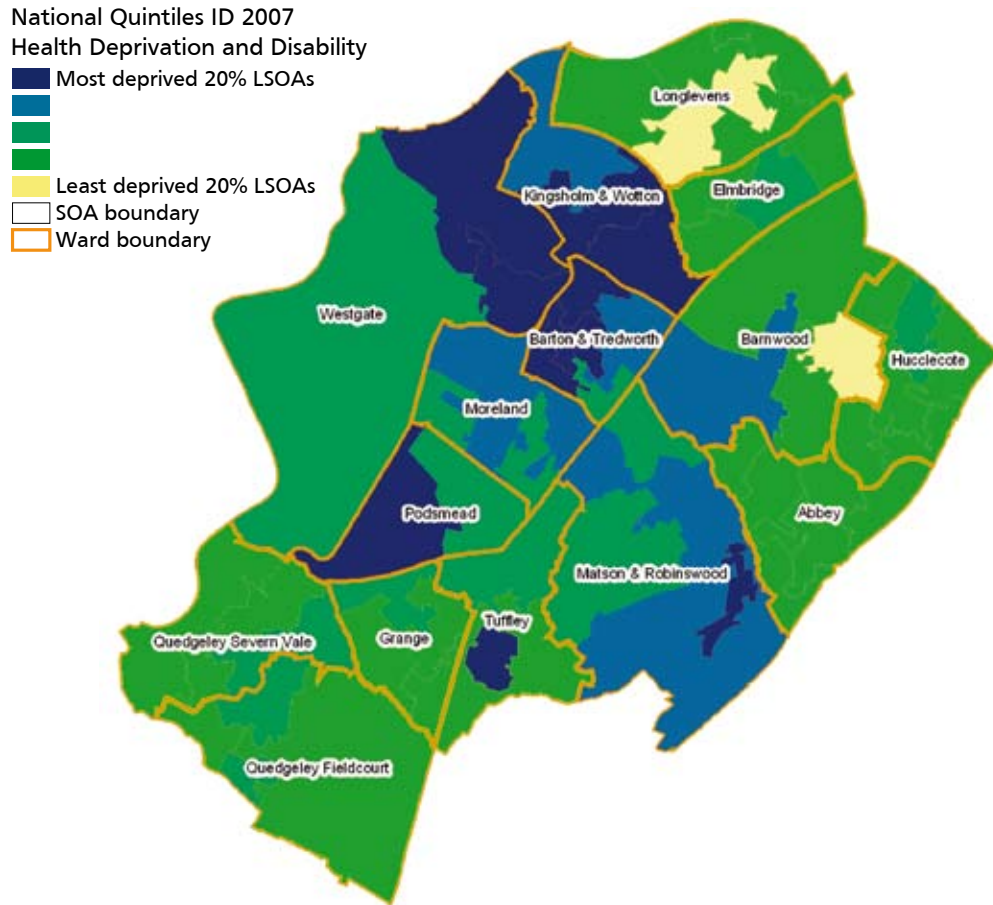 National Quintiles ID 2007
Health Deprivation and Disability
Most deprived 20% LSOAs
Least deprived 20% LSOAs
SOA boundary
Ward boundary
Longlevens
Kingsholm & Wotton
Elmbridge
Westgate
Barton & Tredworth
Barnwood
Hucclecote
Moreland
Podsmead
Abbey
Matson & Robinswood
Tuffley
Quedgeley Severn Vale
Grange
Quedgeley Fieldcourt